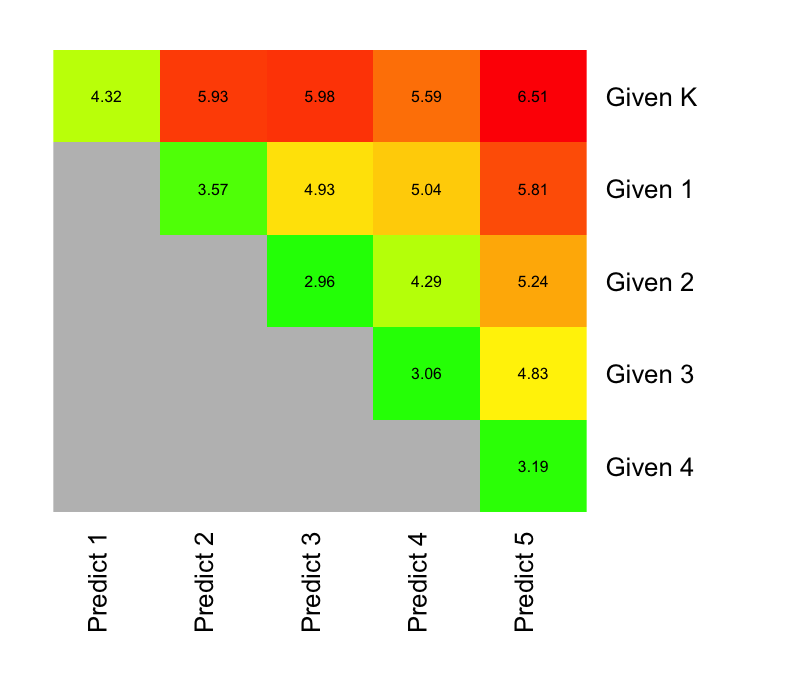 4.32 5.93 5.98 5.59 6.51 Given K
3.57 4.93 5.04 5.81 Given 1
2.96 4.29 5.24 Given 2
3.06 4.83 Given 3
3.19 Given 4
Predict 1
Predict 2
Predict 3
Predict 4
Predict 5